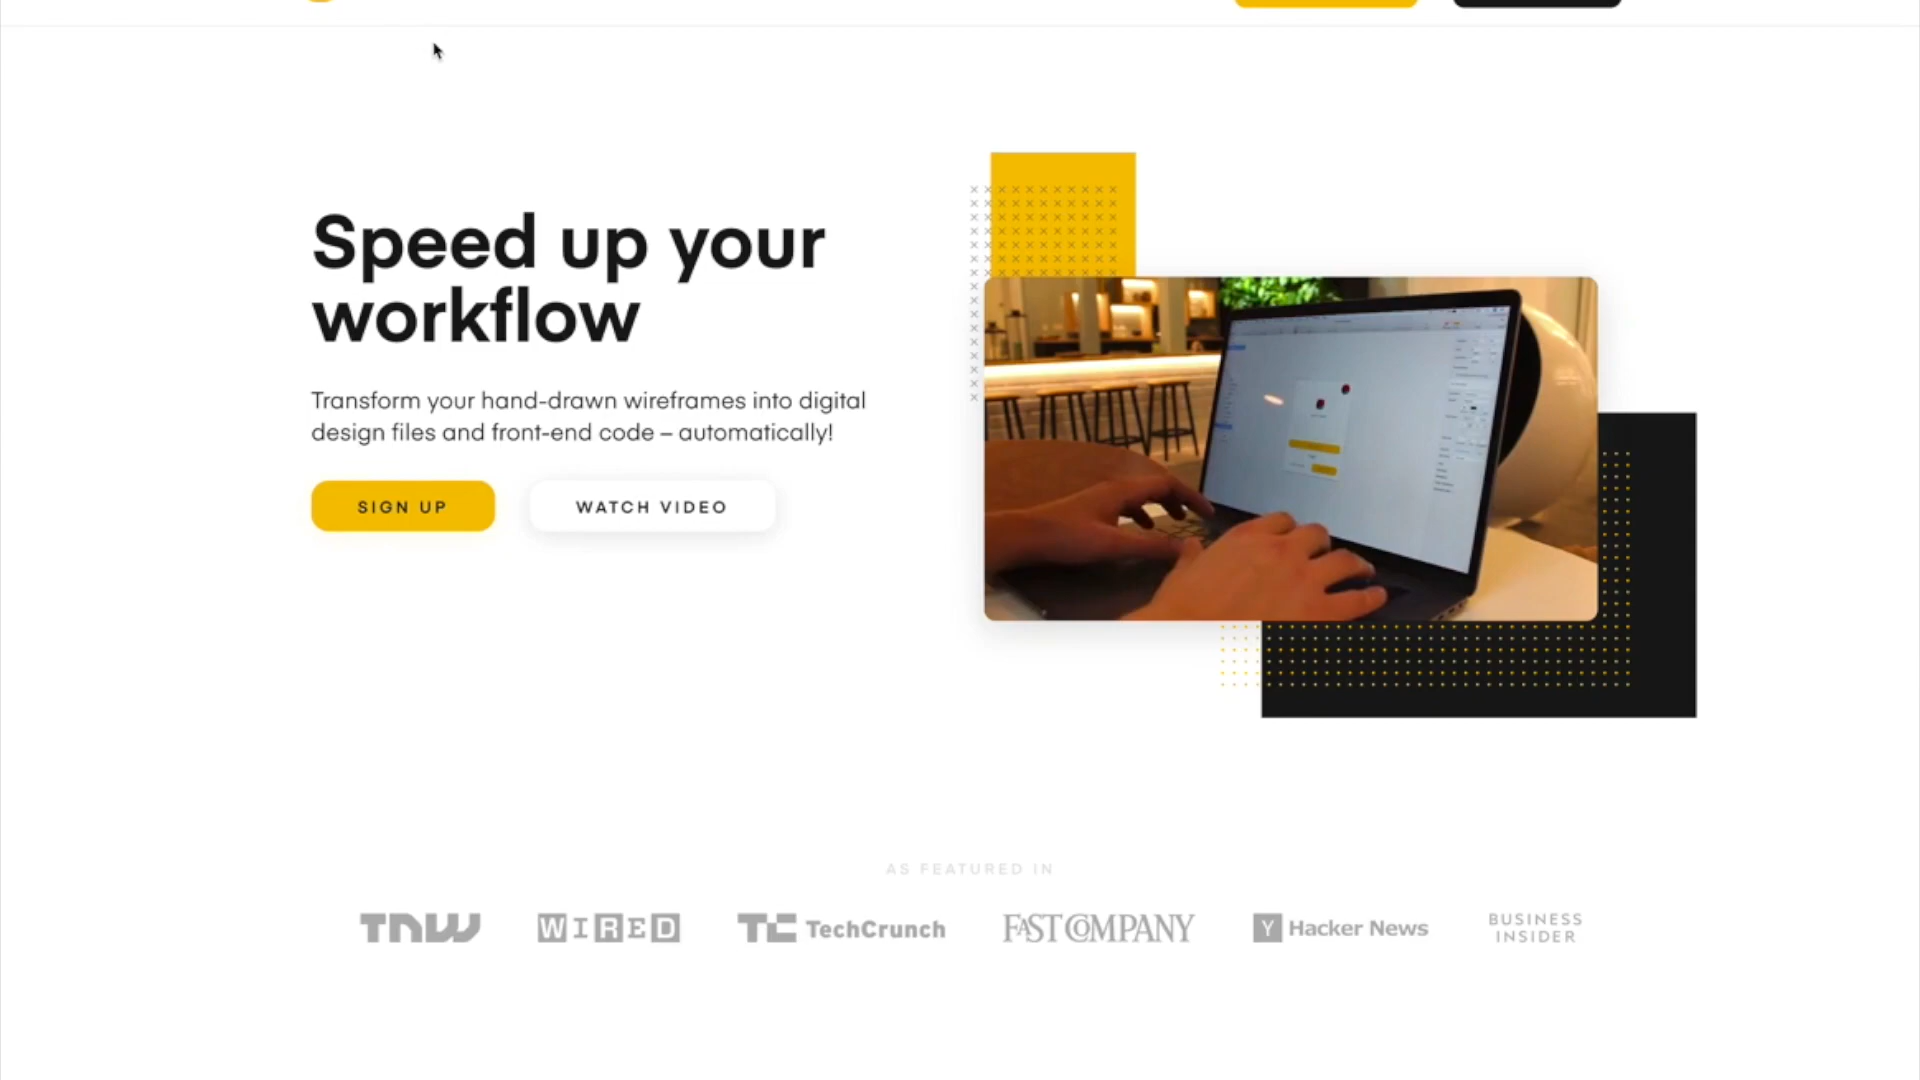 Speed up your
workflow
Transform your hand-drawn wireframes into digital
design files and front-end code – automatically!
SIGN UP
WATCH VIDEO
AS FEATURED IN
TNW
WIRED
TC TechCrunch
FAST COMPANY
Y Hacker News
BUSINESS
INSIDER